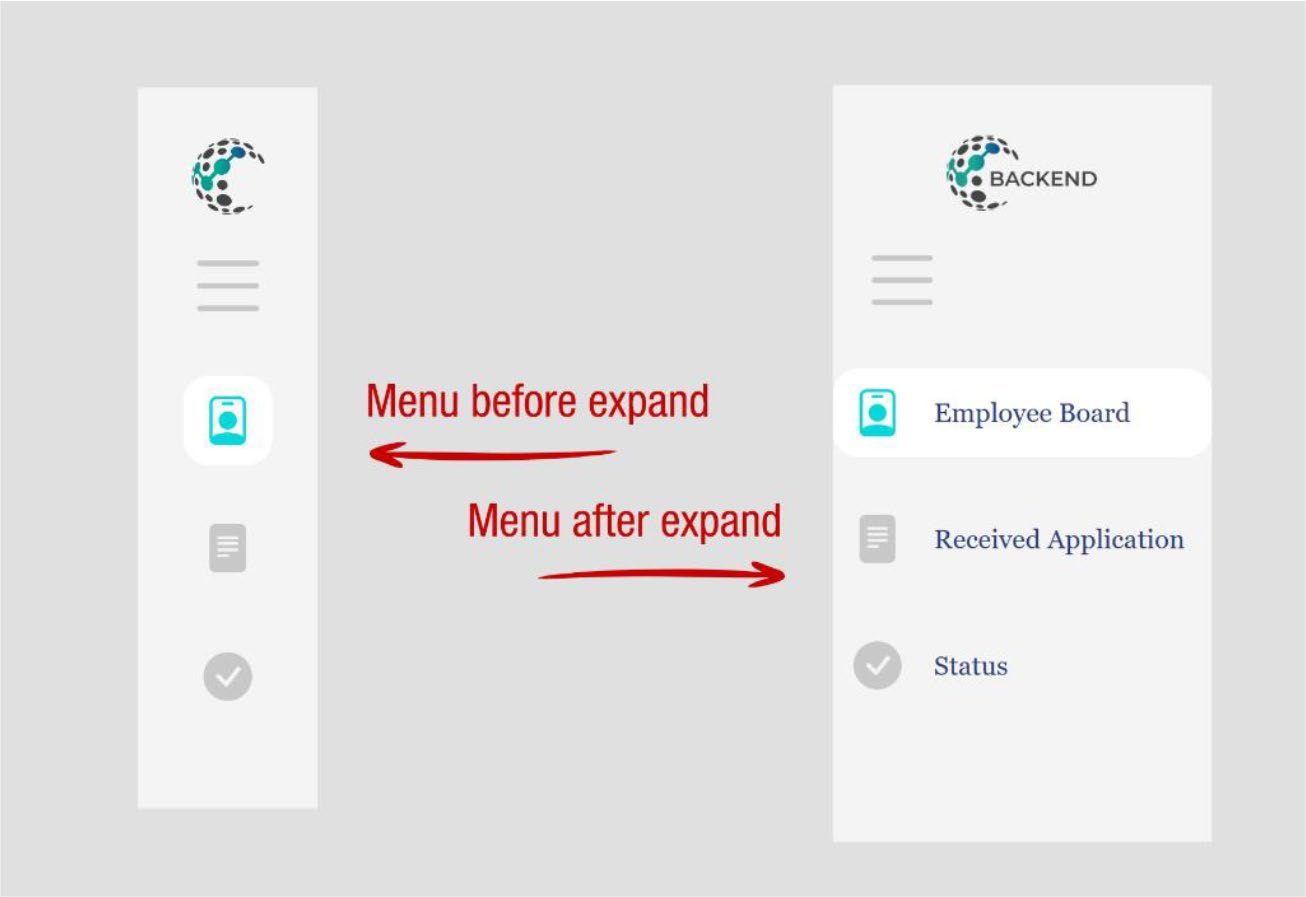 BACKEND
Menu before expand
Employee Board
Menu after expand
Received Application
Status